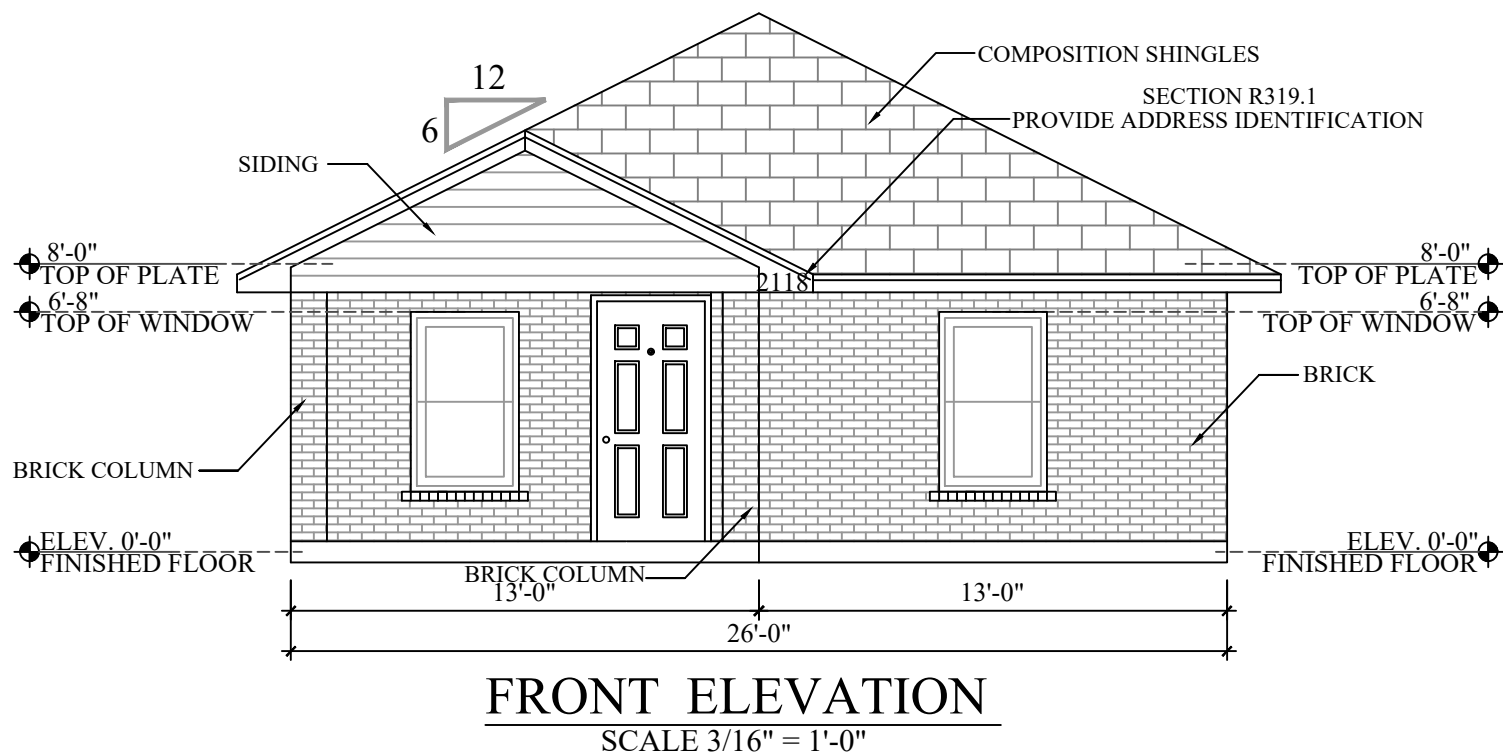 COMPOSITION SHINGLES
12
SECTION R319.1
PROVIDE ADDRESS IDENTIFICATION
6
SIDING
8'-0"
TOP OF PLATE
8'-0"
TOP OF PLATE
2118
6'-8"
TOP OF WINDOW
6'-8"
TOP OF WINDOW
BRICK
BRICK COLUMN
ELEV. 0'-0"
FINISHED FLOOR
ELEV. 0'-0"
FINISHED FLOOR
BRICK COLUMN
13'-0"
13'-0"
26'-0"
FRONT ELEVATION
SCALE 3/16" = 1'-0"